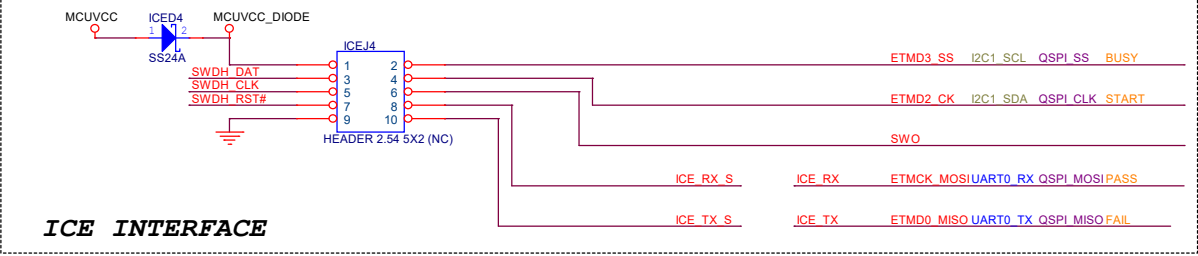 MCUVCC ICED4 MCUVCC_DIODE
1 2
SS24A
ICEJ4
1 2 ETMD3_SS I2C1_SCL QSPI_SS BUSY
SWDH_DAT 3 4
SWDH_CLK 5 6
SWDH_RST# 7 8 ETMD2_CK I2C1_SDA QSPI_CLK START
9 10
HEADER 2.54 5X2 (NC) SWO
ICE_RX_S ICE_RX ETMCK_MOSI UART0_RX QSPI_MOSI PASS
ICE_TX_S ICE_TX ETMD0_MISO UART0_TX QSPI_MISO FAIL
ICE INTERFACE